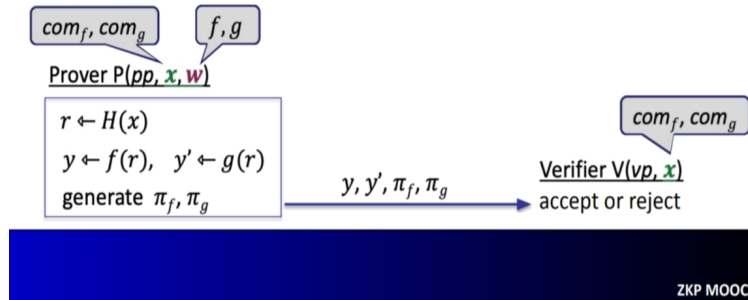 com_f, com_g
f, g
Prover P(pp, x, w)
r ← H(x)
y ← f(r), y' ← g(r)
generate π_f, π_g
y, y', π_f, π_g
com_f, com_g
Verifier V(vp, x)
accept or reject
ZKP MOOC